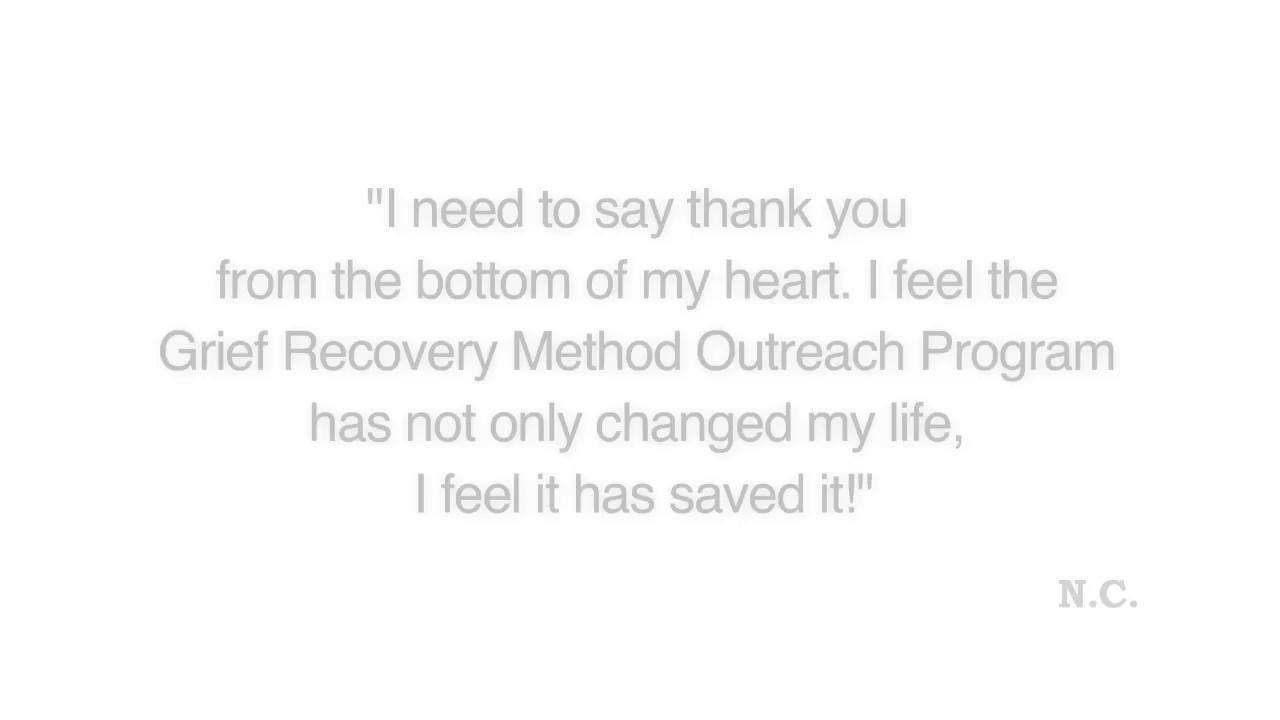 "I need to say thank you
from the bottom of my heart. I feel the
Grief Recovery Method Outreach Program
has not only changed my life,
I feel it has saved it!"
N.C.